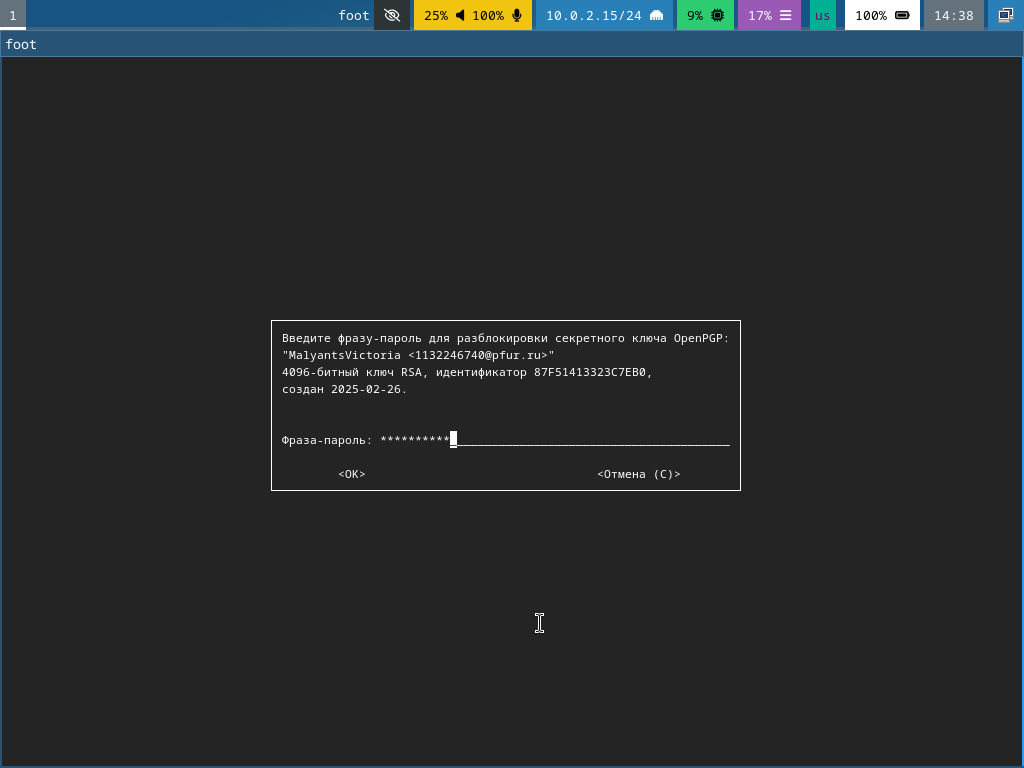 1 foot 25% 100% 10.0.2.15/24 9% 17% us 100% 14:38
foot
Введите фразу-пароль для разблокировки секретного ключа OpenPGP:
"MalyantsVictoria <1132246740@pfur.ru>"
4096-битный ключ RSA, идентификатор 87F51413323C7EB0,
создан 2025-02-26.
Фраза-пароль: **********_______________________________________
<OK> <Отмена (C)>